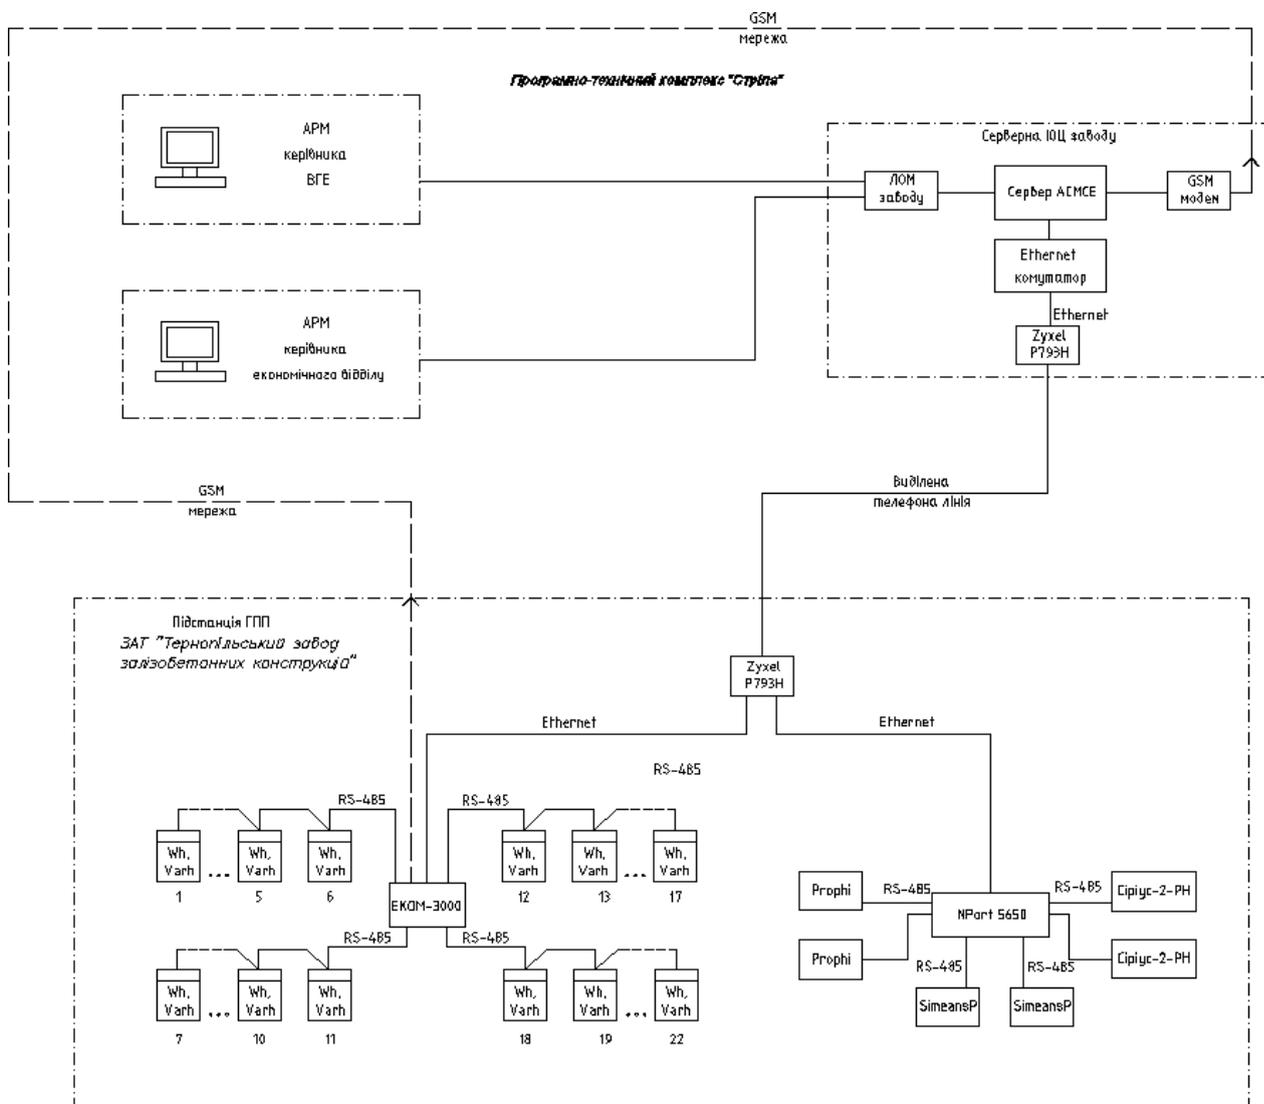 GSM
мережа
Програмно-технічний комплекс "Стріла"
АРМ
керівника
ВГЕ
Серверна ІОЦ заводу
ЛОМ
заводу
Сервер АСМСЕ
GSM
модем
Ethernet
комутатор
Ethernet
Zyxel
P793H
АРМ
керівника
економічного відділу
GSM
мережа
Виділена
телефона лінія
Підстанція ГПП
ЗАТ "Тернопільський завод
залізобетонних конструкцій"
Zyxel
P793H
Ethernet
Ethernet
RS-485
RS-485
RS-485
Wh,
Varh
...
Wh,
Varh
Wh,
Varh
Wh,
Varh
Wh,
Varh
...
Wh,
Varh
1
5
6
12
13
17
ЕКОМ-3000
RS-485
RS-485
Wh,
Varh
...
Wh,
Varh
Wh,
Varh
Wh,
Varh
Wh,
Varh
...
Wh,
Varh
7
10
11
18
19
22
Prophi
RS-485
NPort 5650
RS-485
Сіріус-2-РН
Prophi
RS-485
RS-485
Сіріус-2-РН
SimeansP
SimeansP